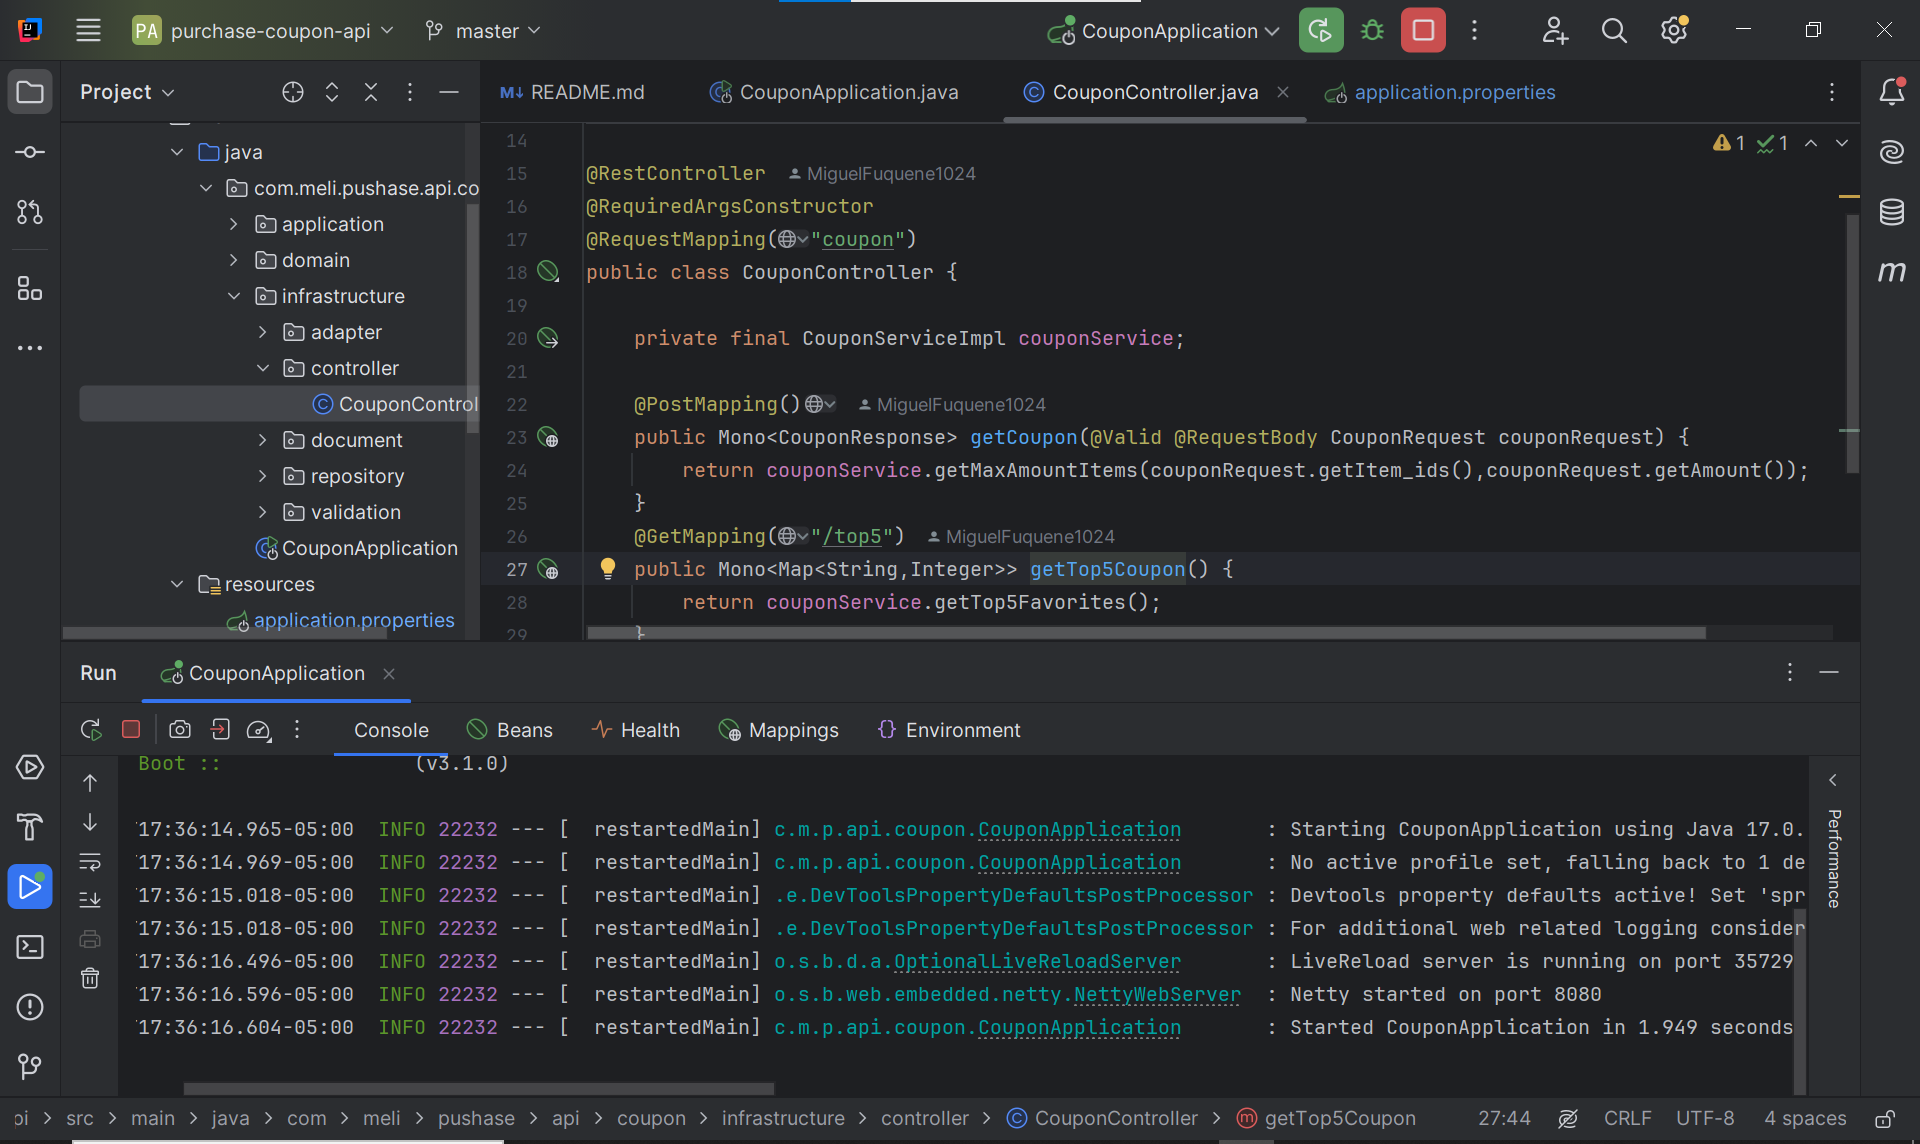 PA purchase-coupon-api master CouponApplication
Project
README.md CouponApplication.java CouponController.java application.properties
java
com.meli.pushase.api.co
application
domain
infrastructure
adapter
controller
CouponControl
document
repository
validation
CouponApplication
resources
application.properties
1 1
14
15 @RestController MiguelFuquene1024
16 @RequiredArgsConstructor
17 @RequestMapping("coupon")
18 public class CouponController {
19
20 private final CouponServiceImpl couponService;
21
22 @PostMapping() MiguelFuquene1024
23 public Mono<CouponResponse> getCoupon(@Valid @RequestBody CouponRequest couponRequest) {
24 return couponService.getMaxAmountItems(couponRequest.getItem_ids(),couponRequest.getAmount());
25 }
26 @GetMapping("/top5") MiguelFuquene1024
27 public Mono<Map<String,Integer>> getTop5Coupon() {
28 return couponService.getTop5Favorites();
29 }
m
Run CouponApplication
Console Beans Health Mappings Environment
Boot :: (v3.1.0)
17:36:14.965-05:00 INFO 22232 --- [ restartedMain] c.m.p.api.coupon.CouponApplication : Starting CouponApplication using Java 17.0.
17:36:14.969-05:00 INFO 22232 --- [ restartedMain] c.m.p.api.coupon.CouponApplication : No active profile set, falling back to 1 de
17:36:15.018-05:00 INFO 22232 --- [ restartedMain] .e.DevToolsPropertyDefaultsPostProcessor : Devtools property defaults active! Set 'spr
17:36:15.018-05:00 INFO 22232 --- [ restartedMain] .e.DevToolsPropertyDefaultsPostProcessor : For additional web related logging consider
17:36:16.496-05:00 INFO 22232 --- [ restartedMain] o.s.b.d.a.OptionalLiveReloadServer : LiveReload server is running on port 35729
17:36:16.596-05:00 INFO 22232 --- [ restartedMain] o.s.b.web.embedded.netty.NettyWebServer : Netty started on port 8080
17:36:16.604-05:00 INFO 22232 --- [ restartedMain] c.m.p.api.coupon.CouponApplication : Started CouponApplication in 1.949 seconds
Performance
pi > src > main > java > com > meli > pushase > api > coupon > infrastructure > controller > CouponController > getTop5Coupon 27:44 CRLF UTF-8 4 spaces